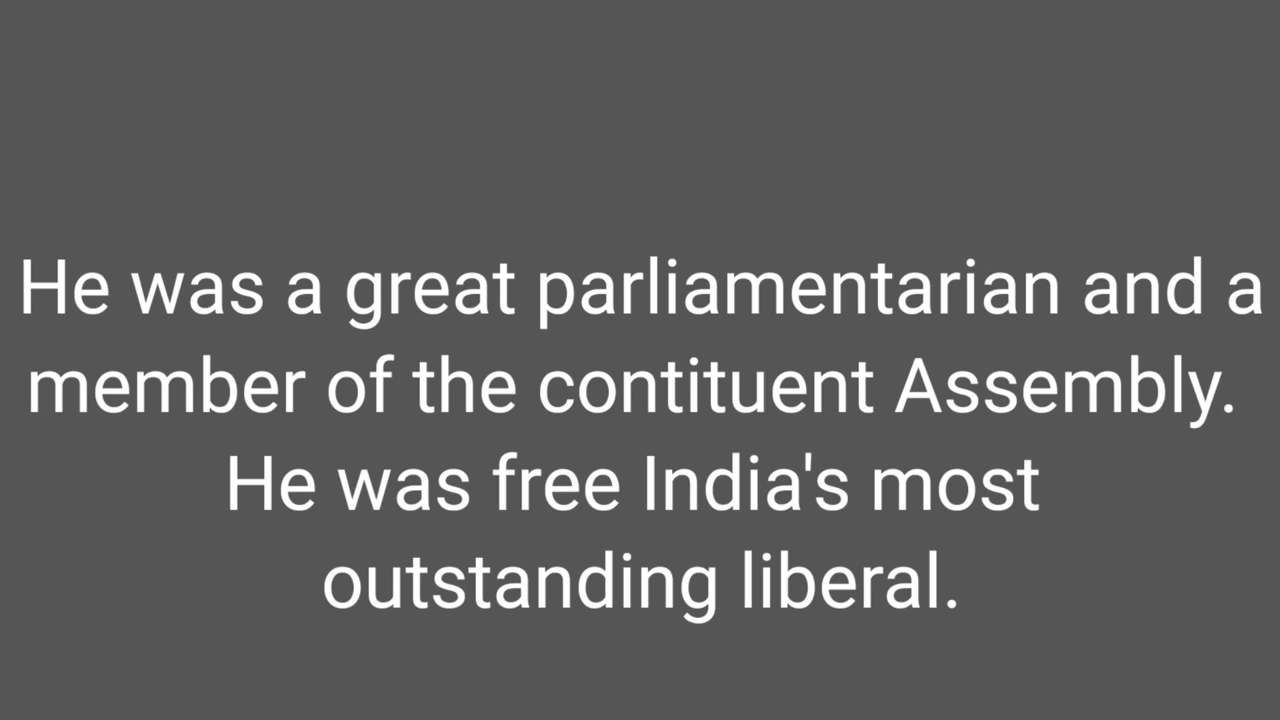 He was a great parliamentarian and a
member of the contituent Assembly.
He was free India's most
outstanding liberal.